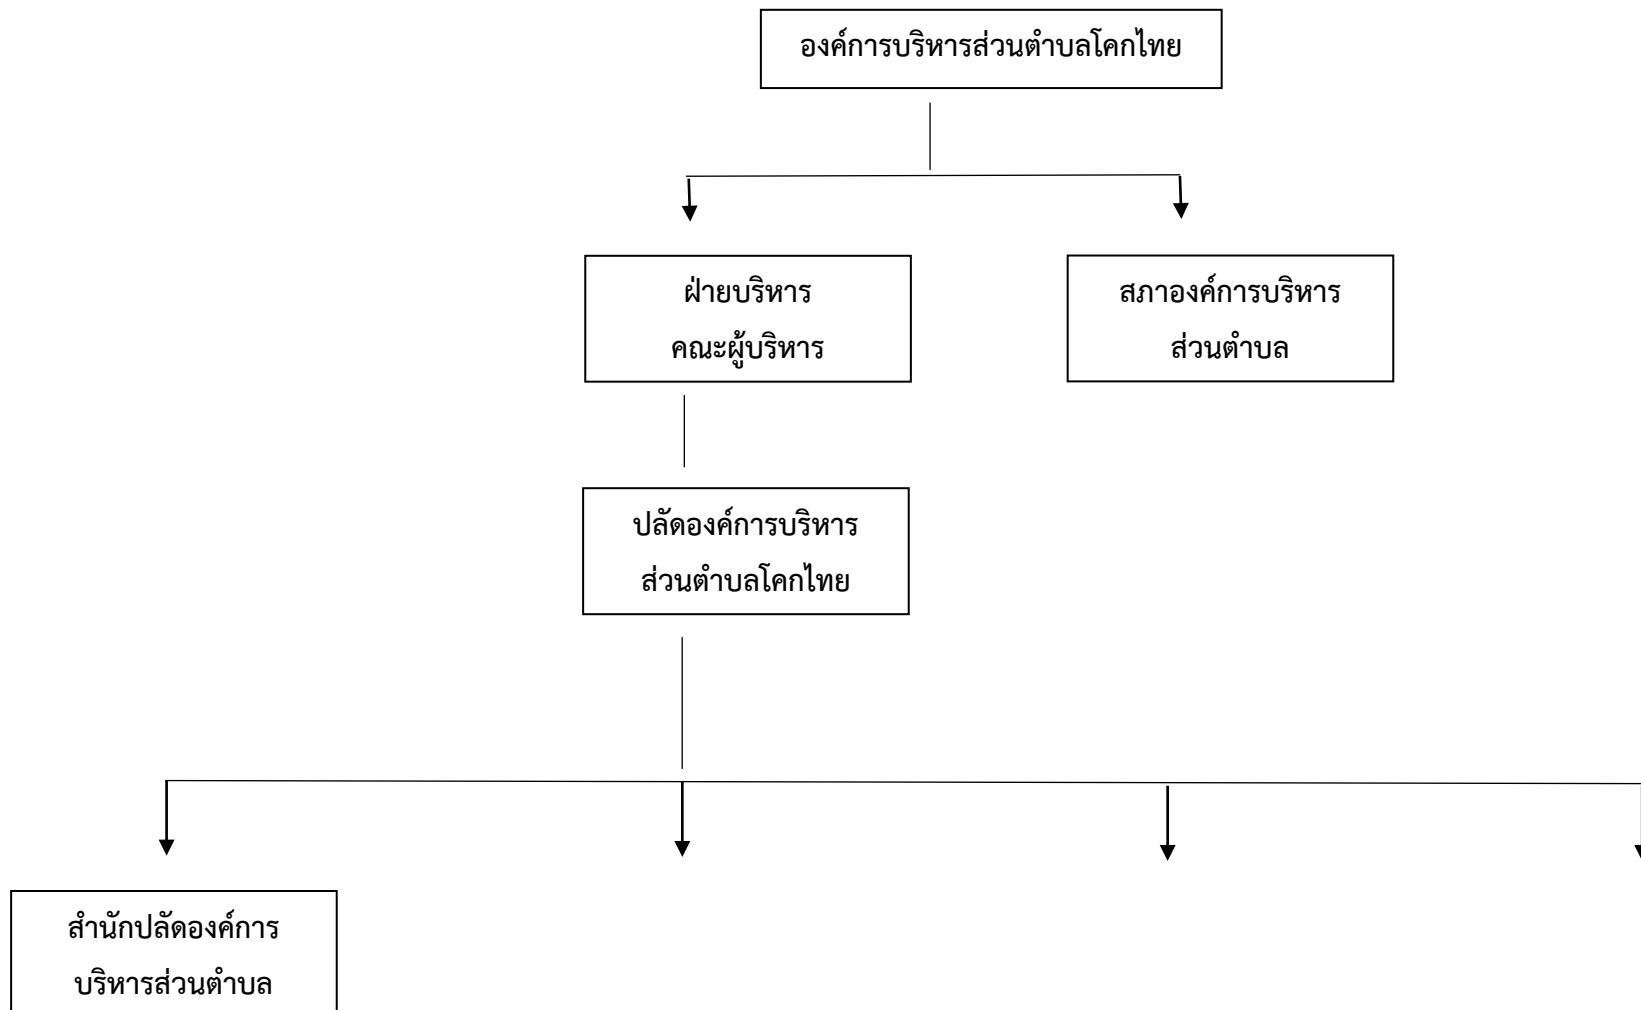 องค์การบริหารส่วนตำบลโคกไทย
ฝ่ายบริหาร
คณะผู้บริหาร
สภาองค์การบริหาร
ส่วนตำบล
ปลัดองค์การบริหาร
ส่วนตำบลโคกไทย
สำนักปลัดองค์การ
บริหารส่วนตำบล